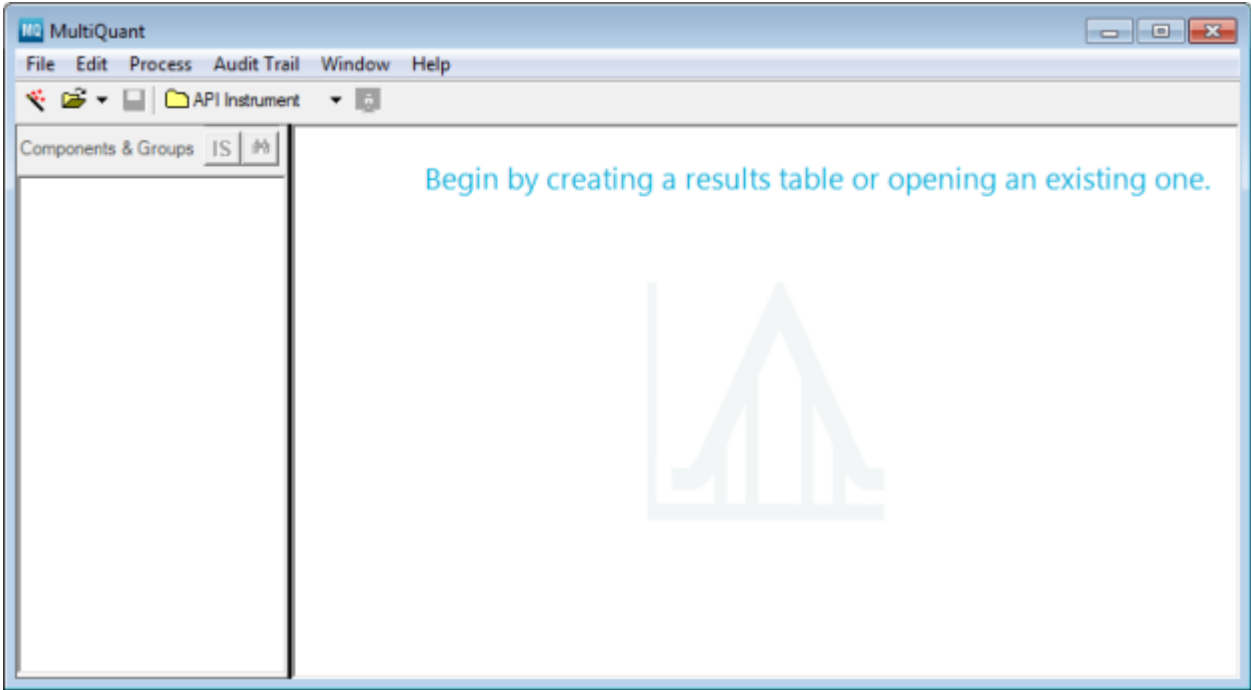 MQ MultiQuant
File Edit Process Audit Trail Window Help
API Instrument
Components & Groups IS
Begin by creating a results table or opening an existing one.